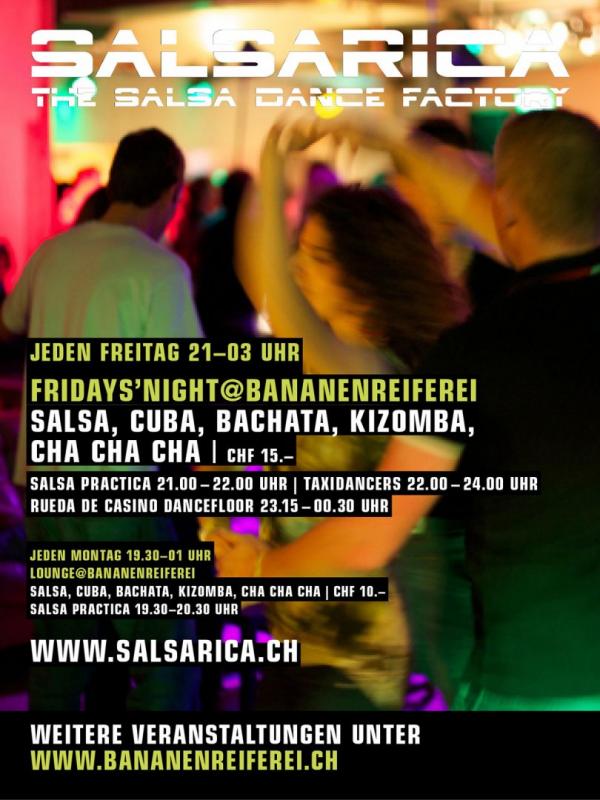 SALSARICA
THE SALSA DANCE FACTORY
JEDEN FREITAG 21–03 UHR
FRIDAYS'NIGHT@BANANENREIFEREI
SALSA, CUBA, BACHATA, KIZOMBA,
CHA CHA CHA | CHF 15.–
SALSA PRACTICA 21.00–22.00 UHR | TAXIDANCERS 22.00–24.00 UHR
RUEDA DE CASINO DANCEFLOOR 23.15–00.30 UHR
JEDEN MONTAG 19.30–01 UHR
LOUNGE@BANANENREIFEREI
SALSA, CUBA, BACHATA, KIZOMBA, CHA CHA CHA | CHF 10.–
SALSA PRACTICA 19.30–20.30 UHR
WWW.SALSARICA.CH
WEITERE VERANSTALTUNGEN UNTER
WWW.BANANENREIFEREI.CH